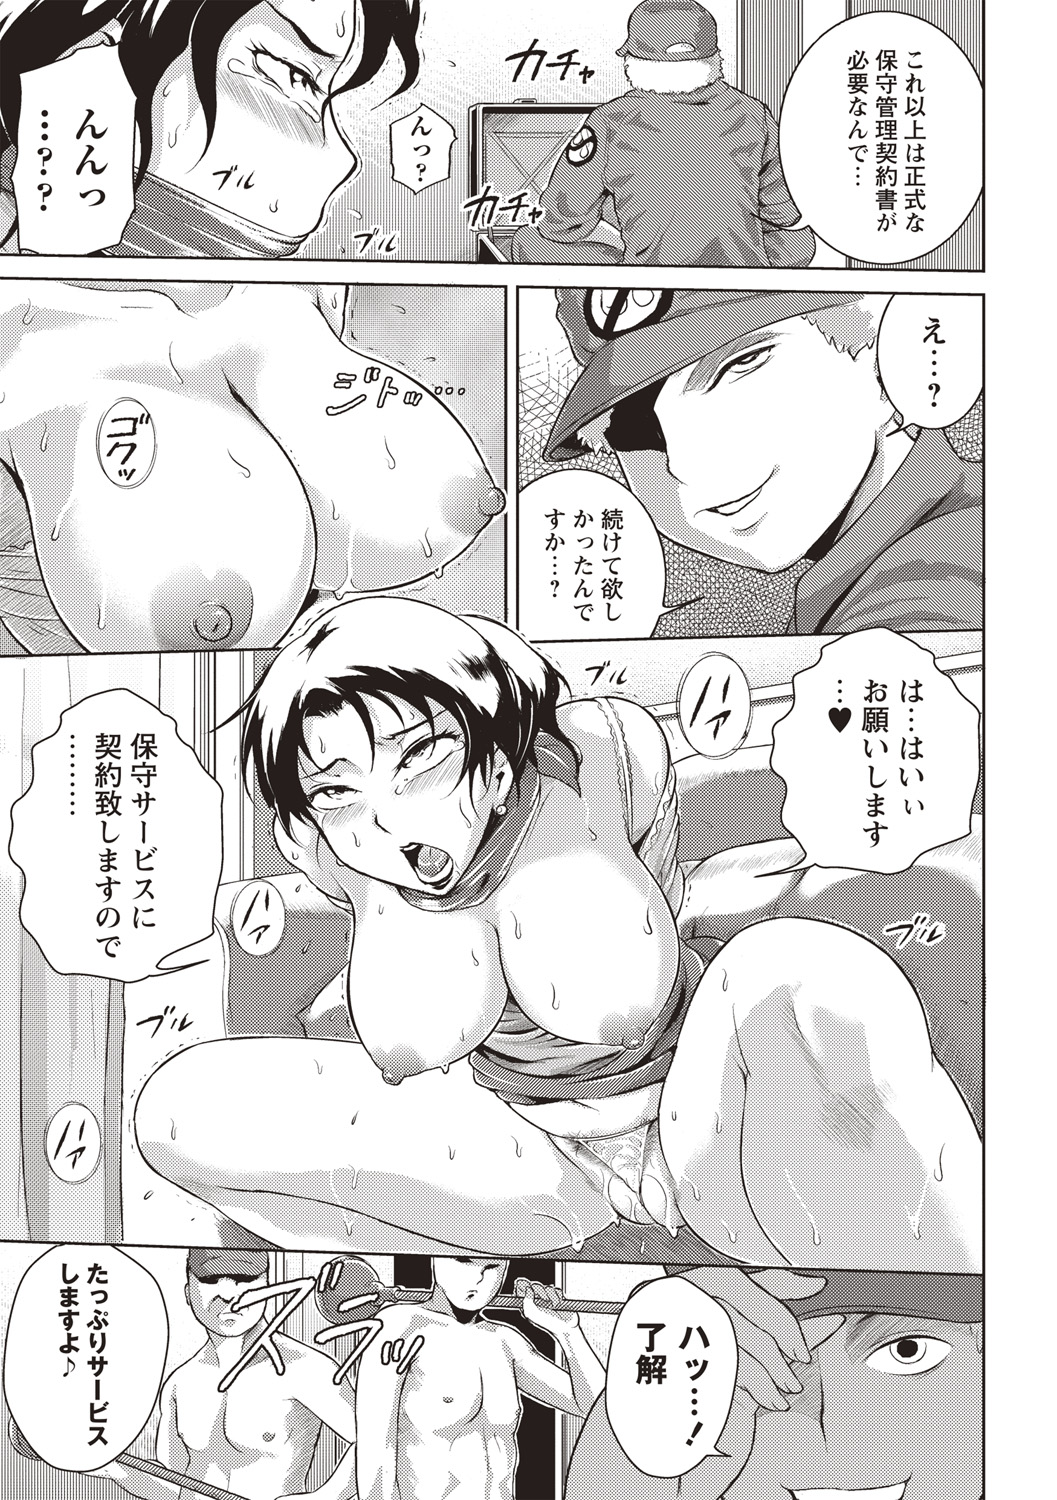 これ以上は正式な
保守管理契約書が
必要なんで…
カチャ
んっ?
カチャ
ブル
ブル
んんっ
…??
え…?
続けて欲し
かったんで
すか…?
ジトッ…
ゴクッ
は…はいぃ
お願いします
…♥
ブル
ハァ
ハァ
ブル
ブル
ハァ
保守サービスに
契約致しますので
………
ハッ…!
了解
ズズッ
たっぷりサービス
しますよ♪